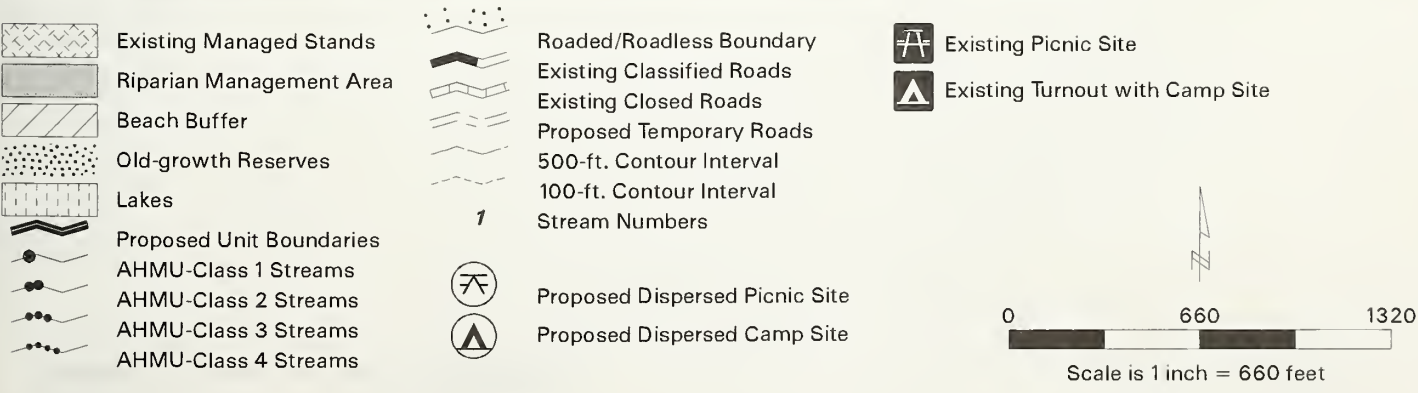 Existing Managed Stands
Riparian Management Area
Beach Buffer
Old-growth Reserves
Lakes
Proposed Unit Boundaries
AHMU-Class 1 Streams
AHMU-Class 2 Streams
AHMU-Class 3 Streams
AHMU-Class 4 Streams
Roaded/Roadless Boundary
Existing Classified Roads
Existing Closed Roads
Proposed Temporary Roads
500-ft. Contour Interval
100-ft. Contour Interval
1 Stream Numbers
Proposed Dispersed Picnic Site
Proposed Dispersed Camp Site
Existing Picnic Site
Existing Turnout with Camp Site
N
0 660 1320
Scale is 1 inch = 660 feet